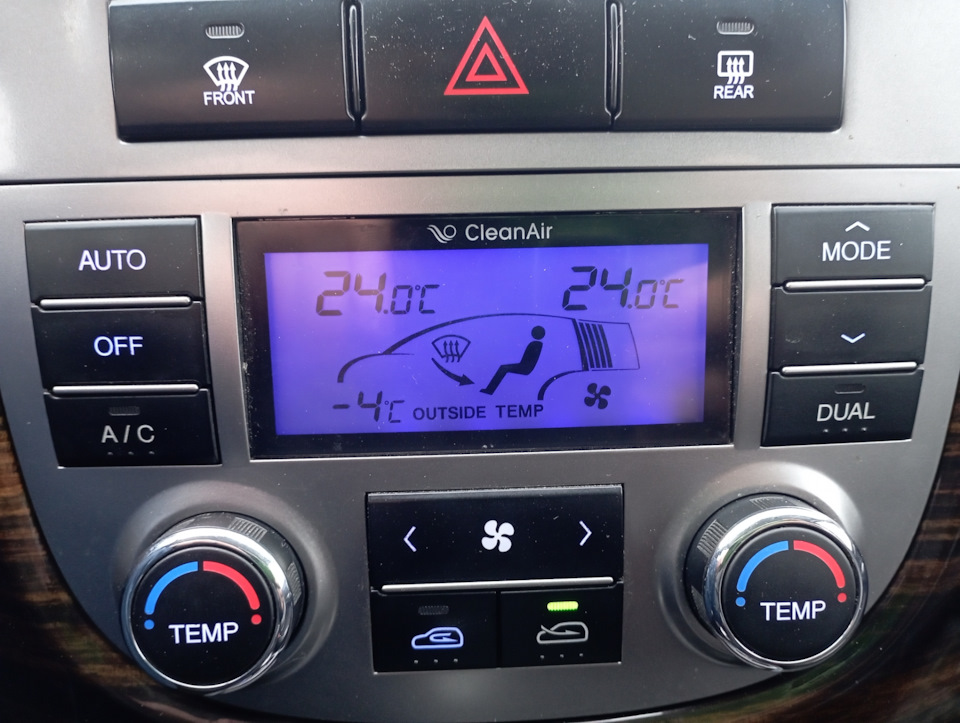 FRONT
REAR
CleanAir
AUTO
24.0°C 24.0°C
MODE
OFF
-4°C OUTSIDE TEMP
A/C
DUAL
TEMP
TEMP